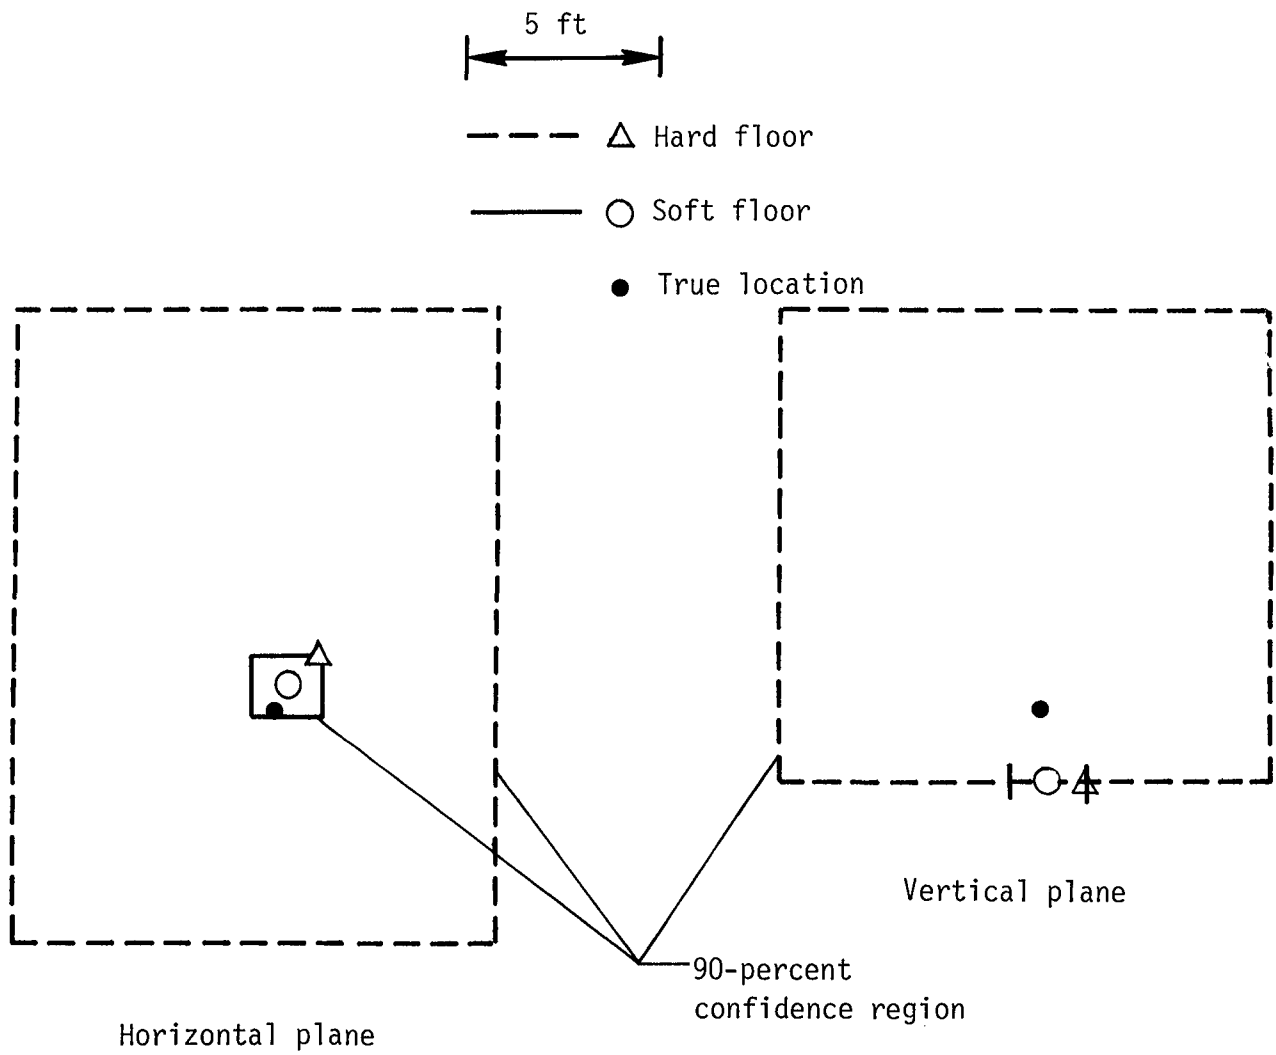 5 ft
Hard floor
Soft floor
True location
Vertical plane
90-percent
confidence region
Horizontal plane